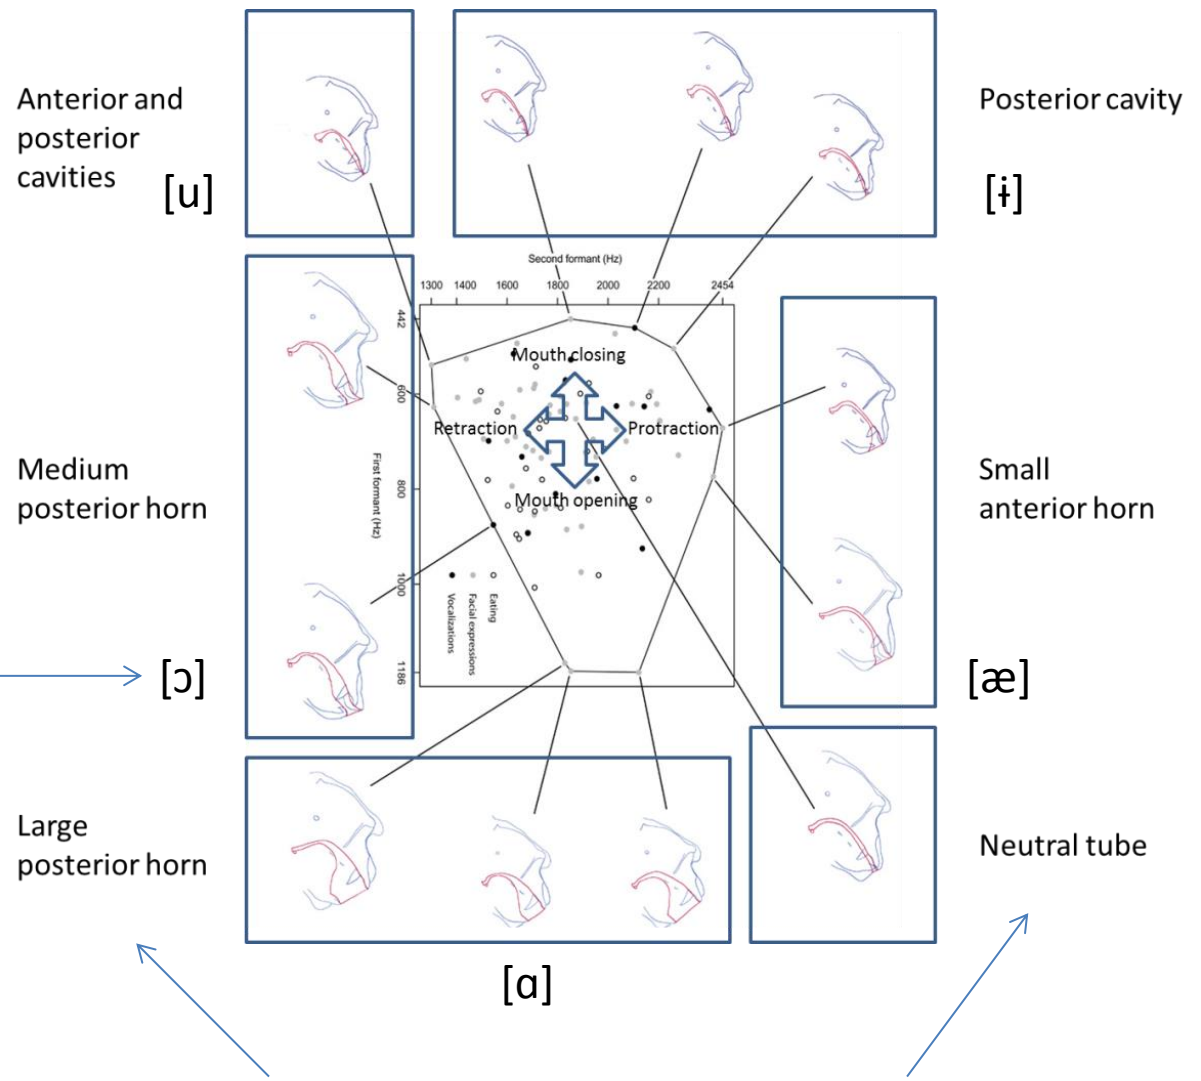 Anterior and
posterior
cavities
[u]
Posterior cavity
[ɨ]
Second formant (Hz)
1300 1400 1600 1800 2000 2200 2454
442
600
800
1000
1186
First formant (Hz)
Mouth closing
Retraction
Protraction
Mouth opening
Vocalizations
Facial expressions
Eating
Medium
posterior horn
[ɔ]
Small
anterior horn
[æ]
Large
posterior horn
[ɑ]
Neutral tube